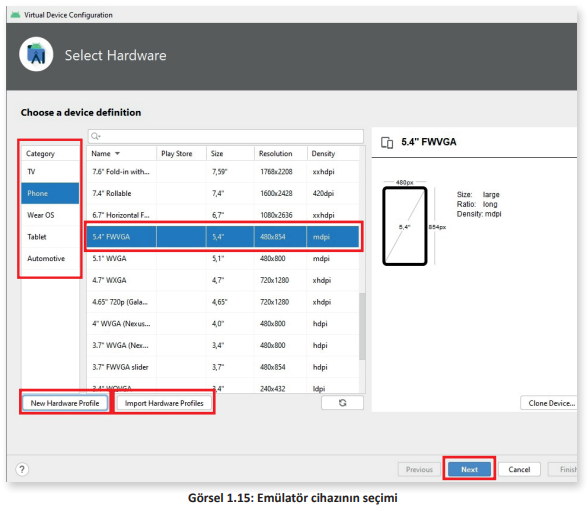 Virtual Device Configuration
Select Hardware
Choose a device definition
Category
TV
Phone
Wear OS
Tablet
Automotive
Name Play Store Size Resolution Density
7.6" Fold-in with... 7,59" 1768x2208 xxhdpi
7.4" Rollable 7,4" 1600x2428 420dpi
6.7" Horizontal F... 6,7" 1080x2636 xxhdpi
5.4" FWVGA 5,4" 480x854 mdpi
5.1" WVGA 5,1" 480x800 mdpi
4.7" WXGA 4,7" 720x1280 xhdpi
4.65" 720p (Gala... 4,65" 720x1280 xhdpi
4" WVGA (Nexus... 4,0" 480x800 hdpi
3.7" WVGA (Nex... 3,4" 480x800 hdpi
3.7" FWVGA slider 3,7" 480x854 hdpi
3.4" WQVGA 3,4" 240x432 ldpi
New Hardware Profile
Import Hardware Profiles
5.4" FWVGA
480px
5,4"
854px
Size: large
Ratio: long
Density: mdpi
Clone Device...
?
Previous
Next
Cancel
Finish
Görsel 1.15: Emülatör cihazının seçimi